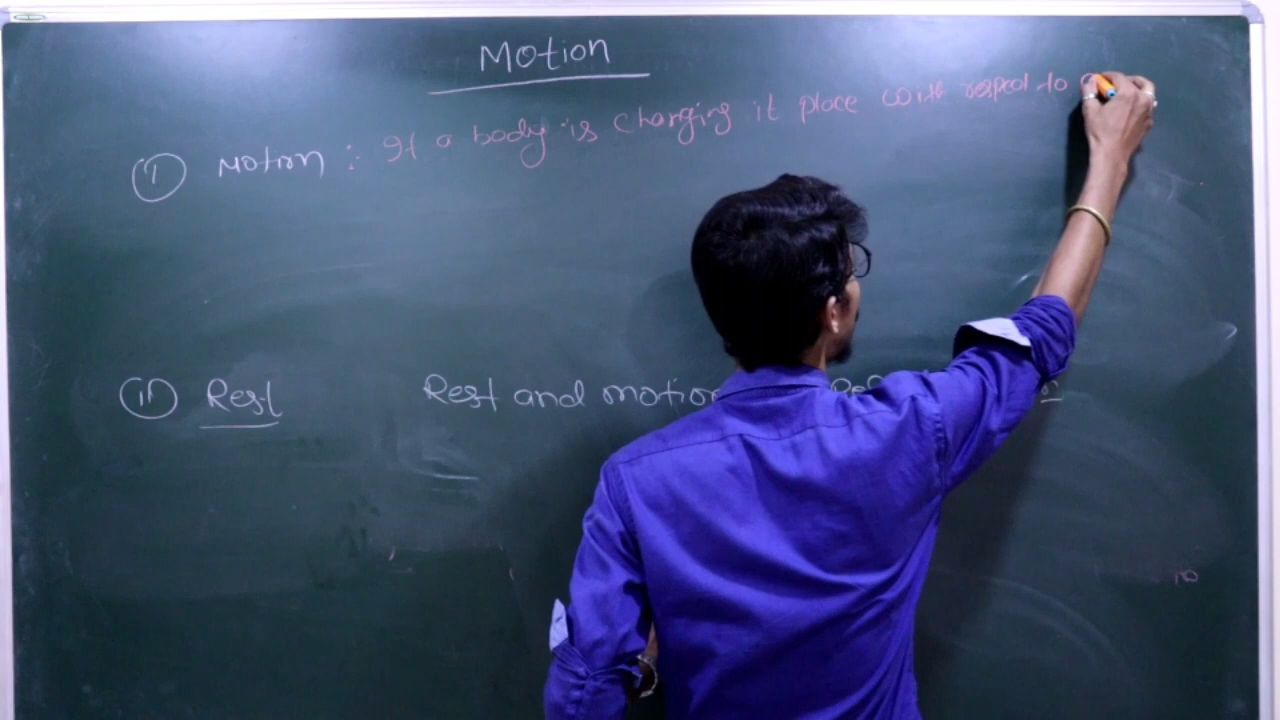 Motion
(i) Motion : If a body is changing it place with respect to
(ii) Rest Rest and motion